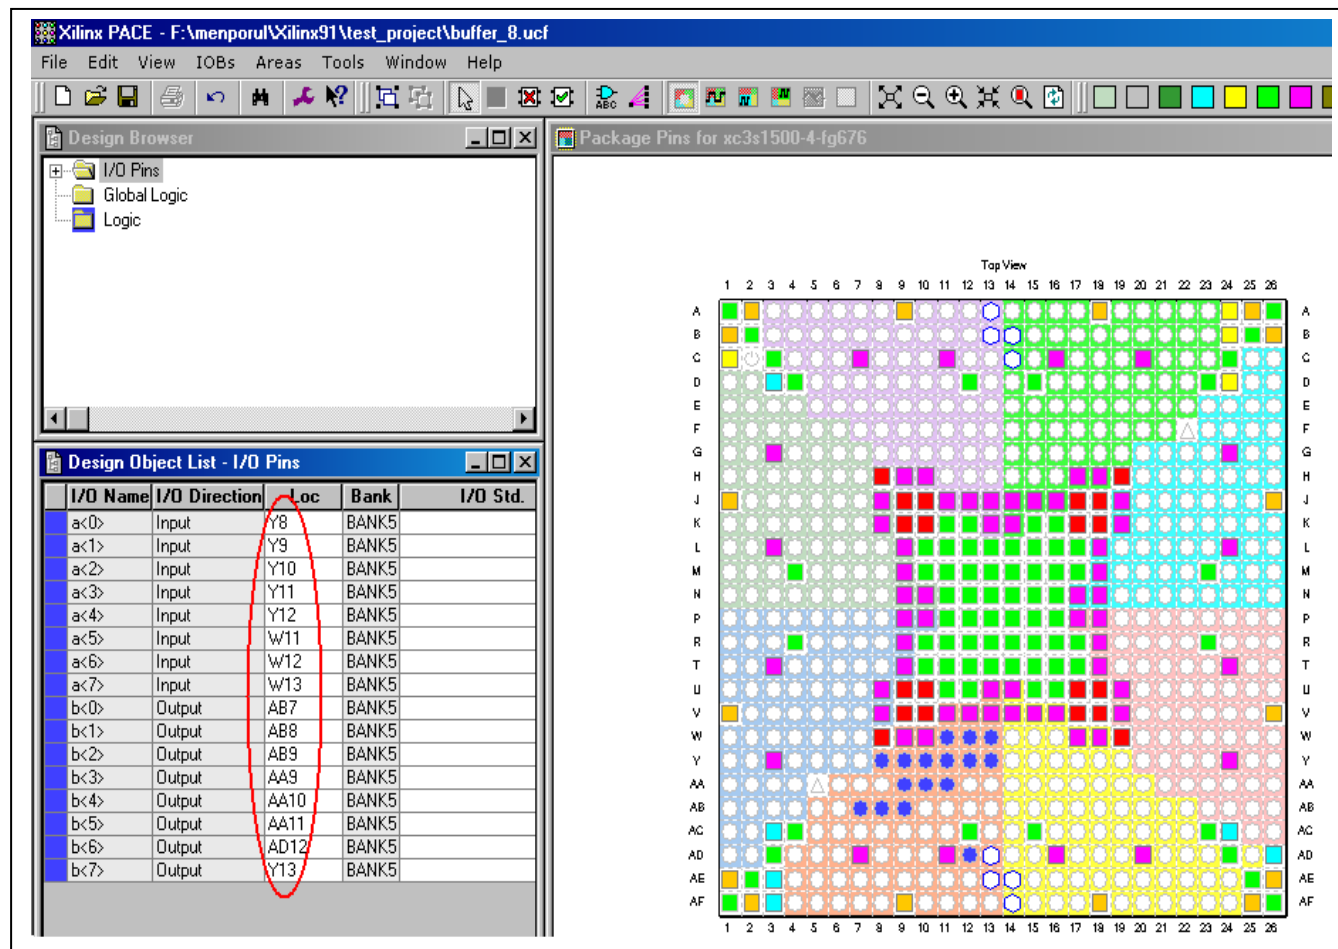 Xilinx PACE - F:\menporul\Xilinx91\test_project\buffer_8.ucf
File Edit View IOBs Areas Tools Window Help
ABC
Design Browser
I/O Pins
Global Logic
Logic
Design Object List - I/O Pins
I/O Name I/O Direction Loc Bank I/O Std.
a<0> Input Y8 BANK5
a<1> Input Y9 BANK5
a<2> Input Y10 BANK5
a<3> Input Y11 BANK5
a<4> Input Y12 BANK5
a<5> Input W11 BANK5
a<6> Input W12 BANK5
a<7> Input W13 BANK5
b<0> Output AB7 BANK5
b<1> Output AB8 BANK5
b<2> Output AB9 BANK5
b<3> Output AA9 BANK5
b<4> Output AA10 BANK5
b<5> Output AA11 BANK5
b<6> Output AD12 BANK5
b<7> Output Y13 BANK5
Package Pins for xc3s1500-4-fg676
Top View
1 2 3 4 5 6 7 8 9 10 11 12 13 14 15 16 17 18 19 20 21 22 23 24 25 26
A A
B B
C C
D D
E E
F F
G G
H H
J J
K K
L L
M M
N N
P P
R R
T T
U U
V V
W W
Y Y
AA AA
AB AB
AC AC
AD AD
AE AE
AF AF
1 2 3 4 5 6 7 8 9 10 11 12 13 14 15 16 17 18 19 20 21 22 23 24 25 26